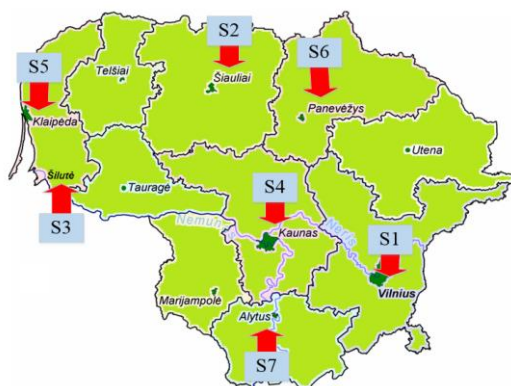 S2
S6
S5
Telšiai
Šiauliai
Panevėžys
Klaipėda
Utena
Šilutė
Tauragė
S4
S3
Nemunas
Kaunas
Neris
S1
Vilnius
Marijampolė
Alytus
S7